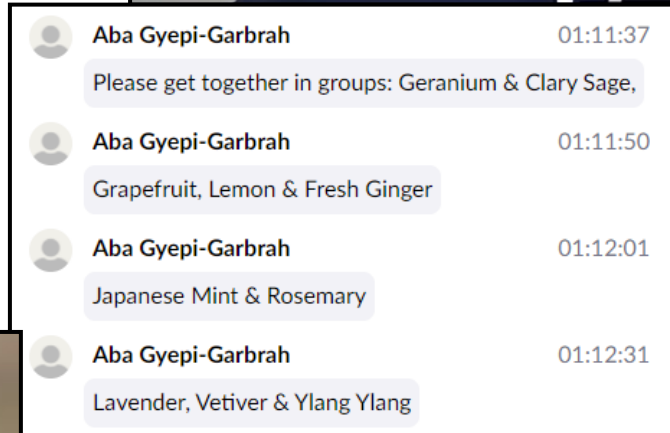 Aba Gyepi-Garbrah 01:11:37
Please get together in groups: Geranium & Clary Sage,
Aba Gyepi-Garbrah 01:11:50
Grapefruit, Lemon & Fresh Ginger
Aba Gyepi-Garbrah 01:12:01
Japanese Mint & Rosemary
Aba Gyepi-Garbrah 01:12:31
Lavender, Vetiver & Ylang Ylang